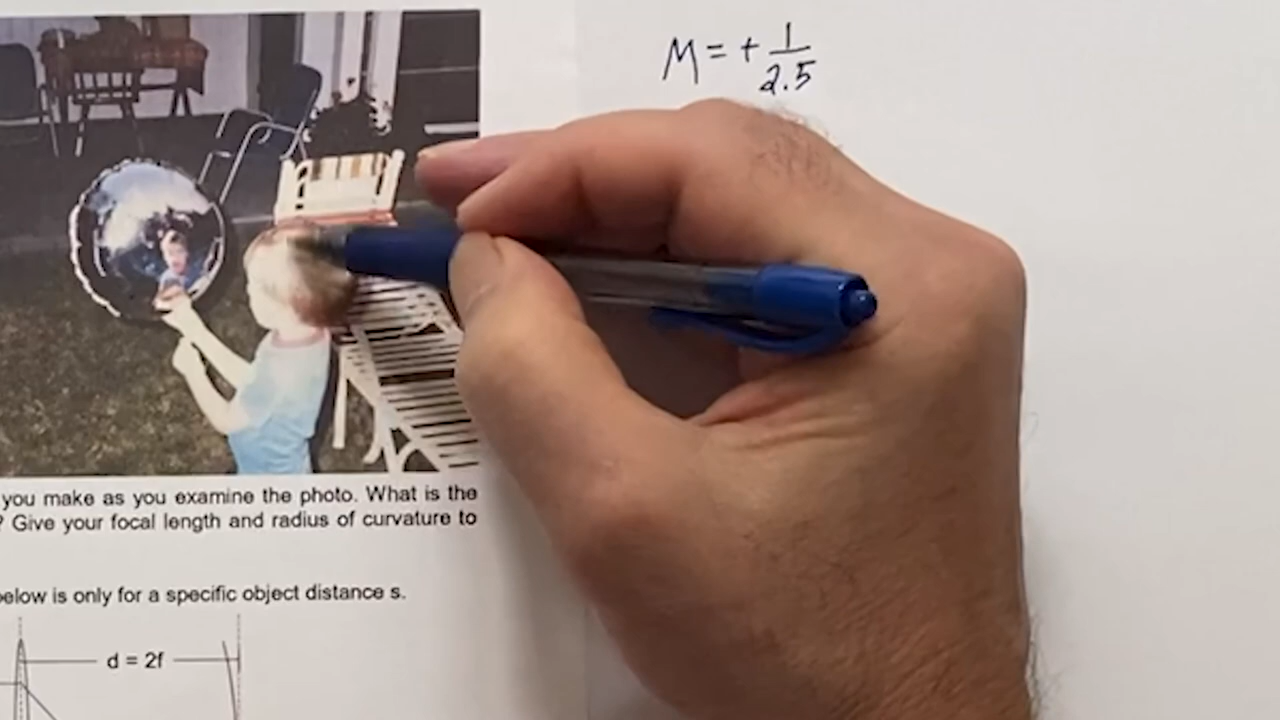 M = + 1/2.5
you make as you examine the photo. What is the
? Give your focal length and radius of curvature to
below is only for a specific object distance s.
d = 2f